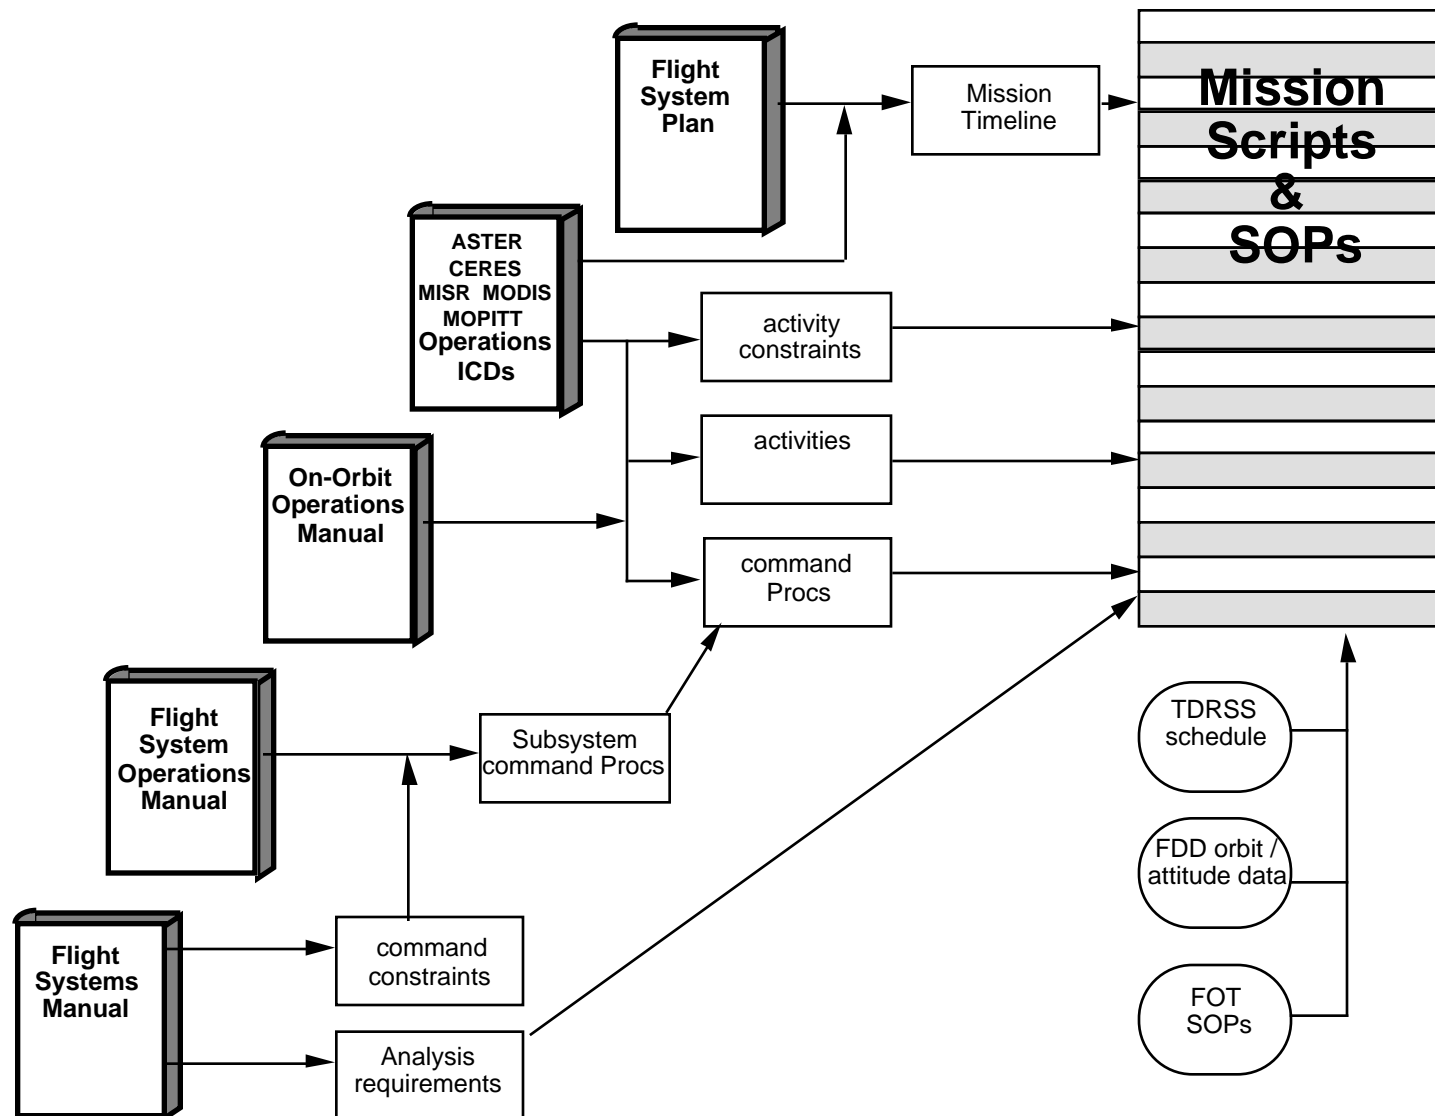 Flight
System
Plan
Mission
Timeline
Mission
Scripts
&
SOPs
ASTER
CERES
MISR MODIS
MOPITT
Operations
ICDs
activity
constraints
activities
On-Orbit
Operations
Manual
command
Procs
Flight
System
Operations
Manual
Subsystem
command Procs
TDRSS
schedule
FDD orbit /
attitude data
Flight
Systems
Manual
command
constraints
FOT
SOPs
Analysis
requirements